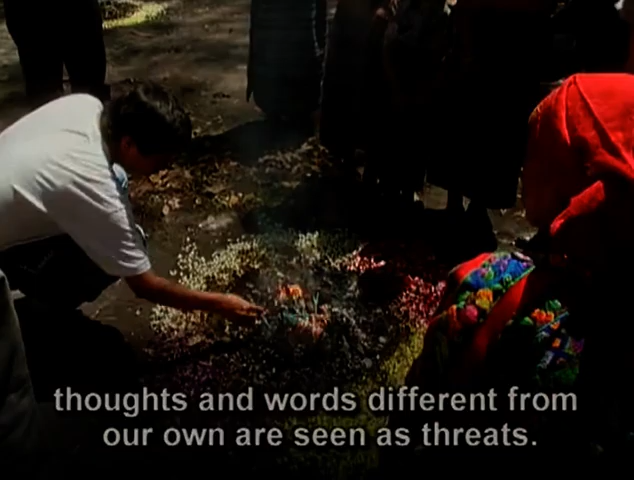 thoughts and words different from
our own are seen as threats.